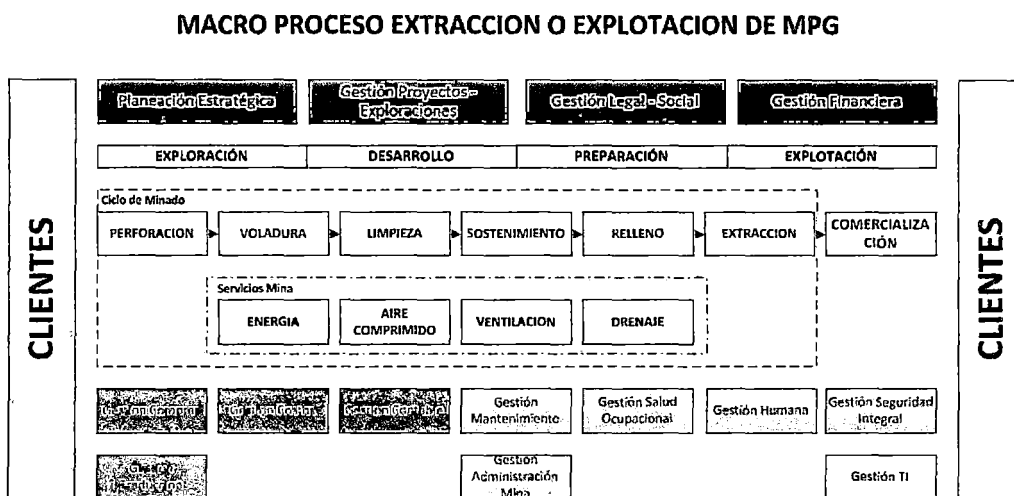 MACRO PROCESO EXTRACCION O EXPLOTACION DE MPG
CLIENTES
Planeación Estratégica
Gestión Proyectos -
Exploraciones
Gestión Legal - Social
Gestión Financiera
EXPLORACIÓN
DESARROLLO
PREPARACIÓN
EXPLOTACIÓN
Ciclo de Minado
PERFORACION
VOLADURA
LIMPIEZA
SOSTENIMIENTO
RELLENO
EXTRACCION
COMERCIALIZA
CIÓN
Servicios Mina
ENERGIA
AIRE
COMPRIMIDO
VENTILACION
DRENAJE
Gestión
Mantenimiento
Gestión Salud
Ocupacional
Gestión Humana
Gestión Seguridad
Integral
Gestión
Administración
Mina
Gestión TI
CLIENTES